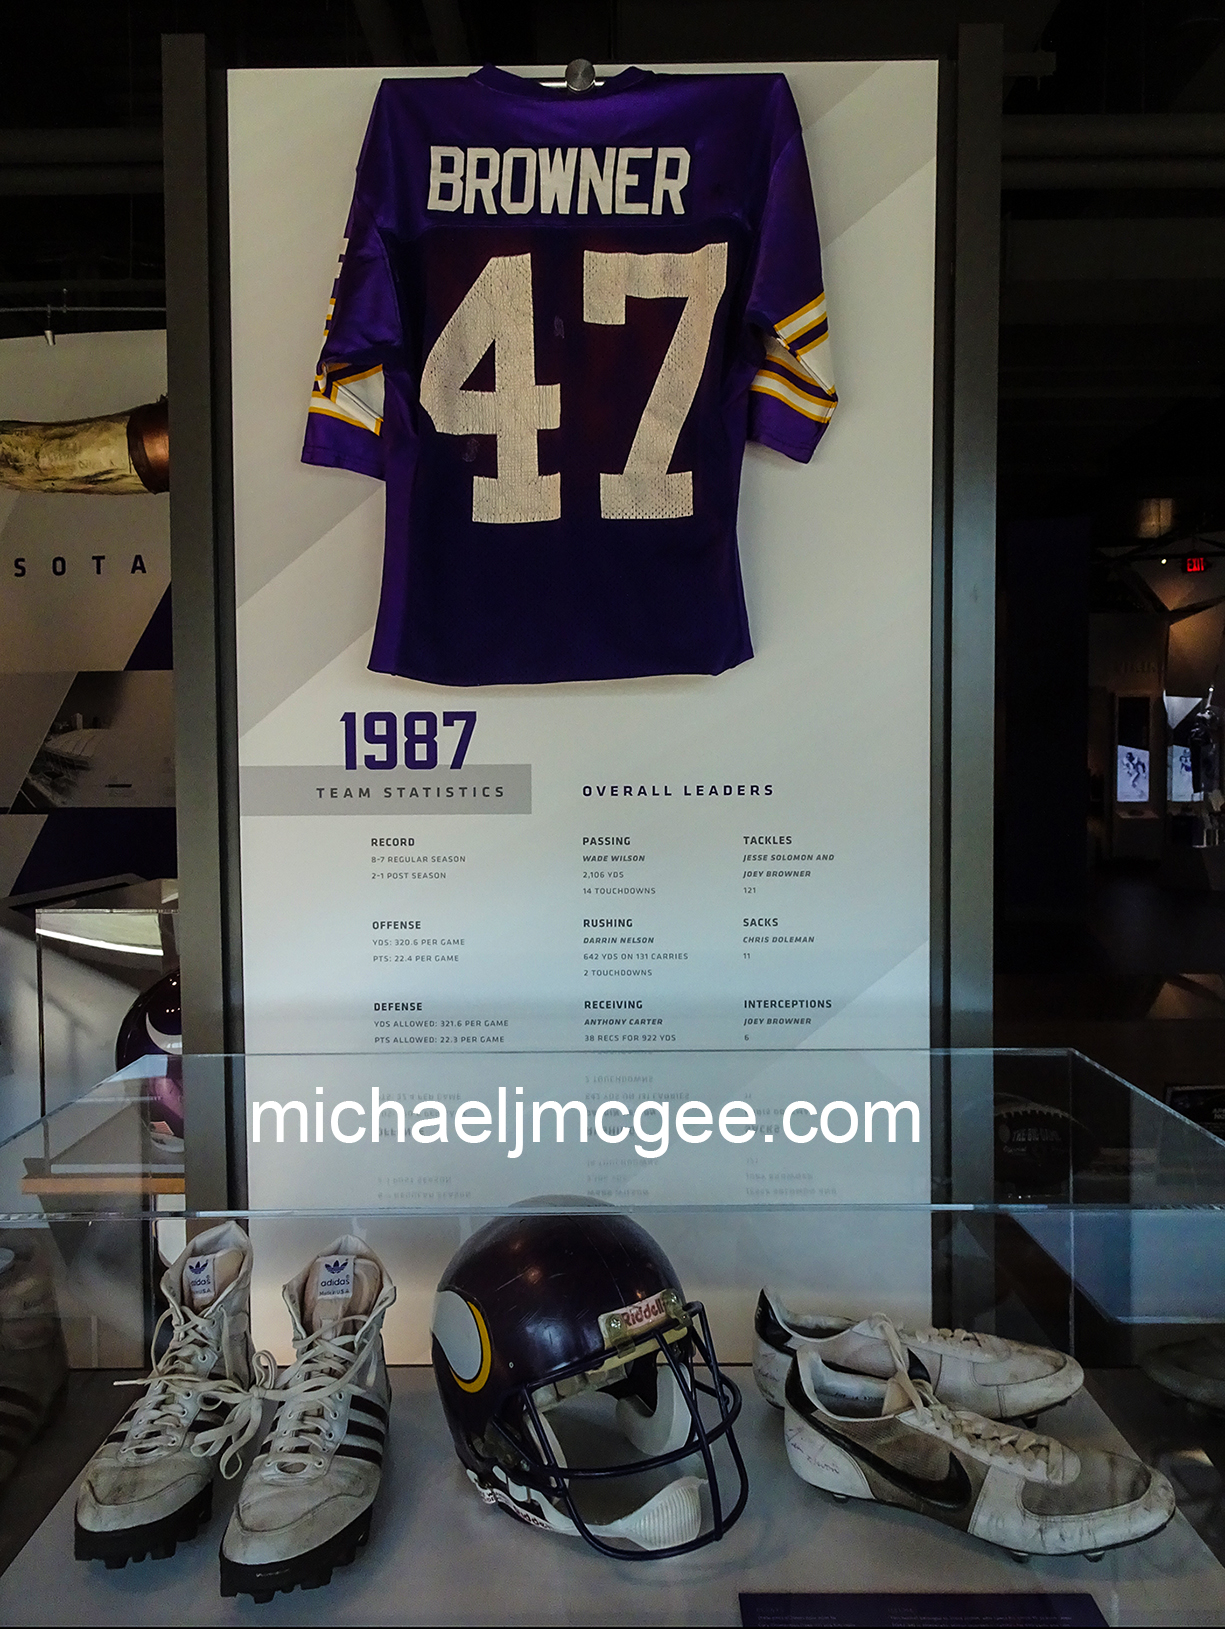 BROWNER
47
SOTA
EXIT
1987
TEAM STATISTICS
OVERALL LEADERS
RECORD
8-7 REGULAR SEASON
2-1 POST SEASON
PASSING
WADE WILSON
2,106 YDS
14 TOUCHDOWNS
TACKLES
JESSE SOLOMON AND
JOEY BROWNER
121
OFFENSE
YDS: 320.6 PER GAME
PTS: 22.4 PER GAME
RUSHING
DARRIN NELSON
642 YDS ON 131 CARRIES
2 TOUCHDOWNS
SACKS
CHRIS DOLEMAN
11
DEFENSE
YDS ALLOWED: 321.6 PER GAME
PTS ALLOWED: 22.3 PER GAME
RECEIVING
ANTHONY CARTER
38 RECS FOR 922 YDS
INTERCEPTIONS
JOEY BROWNER
6
michaeljmcgee.com
adidas
adidas
Riddell